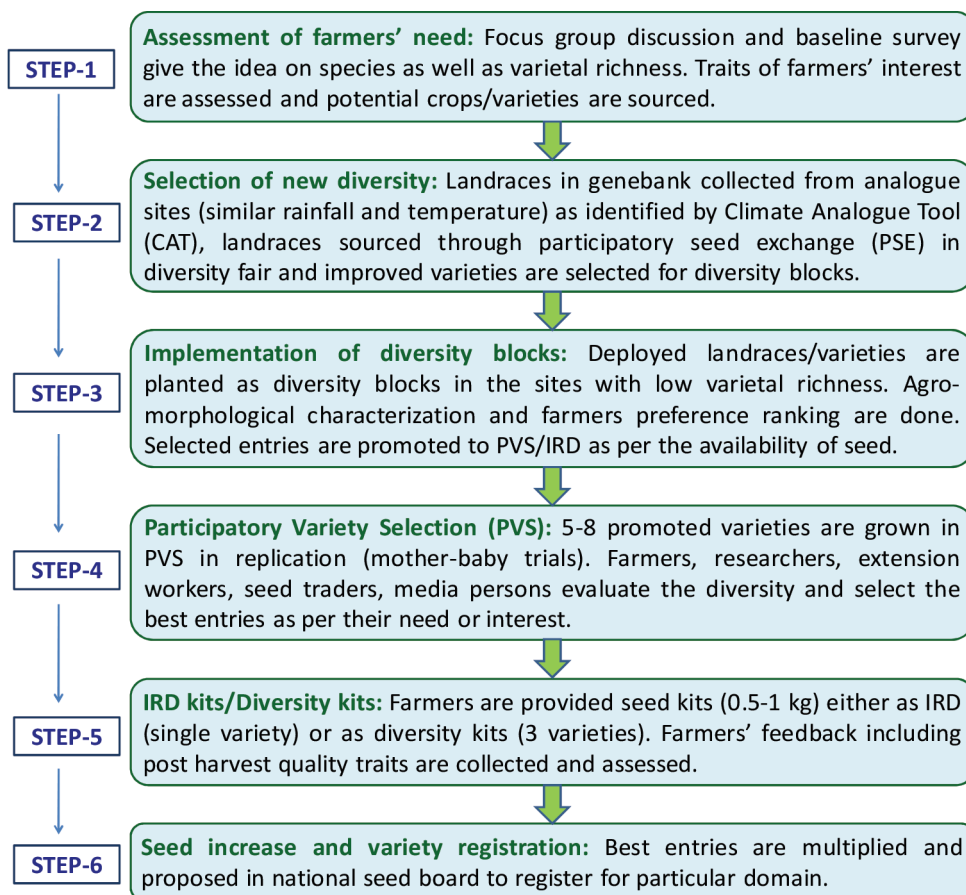 STEP-1
Assessment of farmers’ need: Focus group discussion and baseline survey
give the idea on species as well as varietal richness. Traits of farmers’ interest
are assessed and potential crops/varieties are sourced.
STEP-2
Selection of new diversity: Landraces in genebank collected from analogue
sites (similar rainfall and temperature) as identified by Climate Analogue Tool
(CAT), landraces sourced through participatory seed exchange (PSE) in
diversity fair and improved varieties are selected for diversity blocks.
STEP-3
Implementation of diversity blocks: Deployed landraces/varieties are
planted as diversity blocks in the sites with low varietal richness. Agro-
morphological characterization and farmers preference ranking are done.
Selected entries are promoted to PVS/IRD as per the availability of seed.
STEP-4
Participatory Variety Selection (PVS): 5-8 promoted varieties are grown in
PVS in replication (mother-baby trials). Farmers, researchers, extension
workers, seed traders, media persons evaluate the diversity and select the
best entries as per their need or interest.
STEP-5
IRD kits/Diversity kits: Farmers are provided seed kits (0.5-1 kg) either as IRD
(single variety) or as diversity kits (3 varieties). Farmers’ feedback including
post harvest quality traits are collected and assessed.
STEP-6
Seed increase and variety registration: Best entries are multiplied and
proposed in national seed board to register for particular domain.